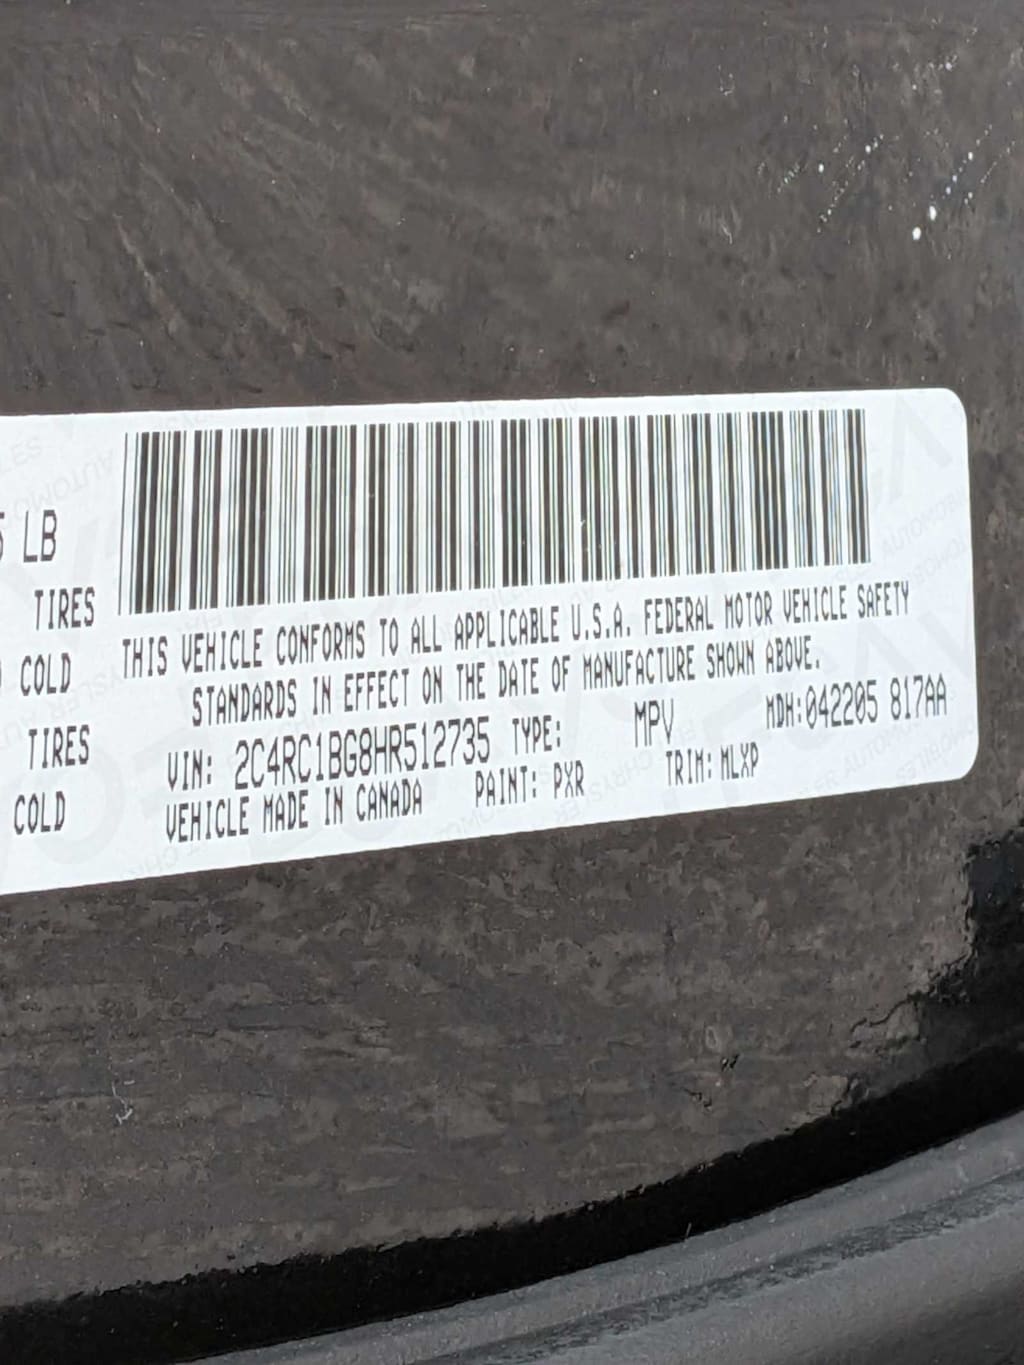 5 LB
TIRES
COLD
TIRES
COLD
THIS VEHICLE CONFORMS TO ALL APPLICABLE U.S.A. FEDERAL MOTOR VEHICLE SAFETY
STANDARDS IN EFFECT ON THE DATE OF MANUFACTURE SHOWN ABOVE.
VIN: 2C4RC1BG8HR512735 TYPE: MPV MDH:042205 817AA
VEHICLE MADE IN CANADA PAINT: PXR TRIM: MLXP